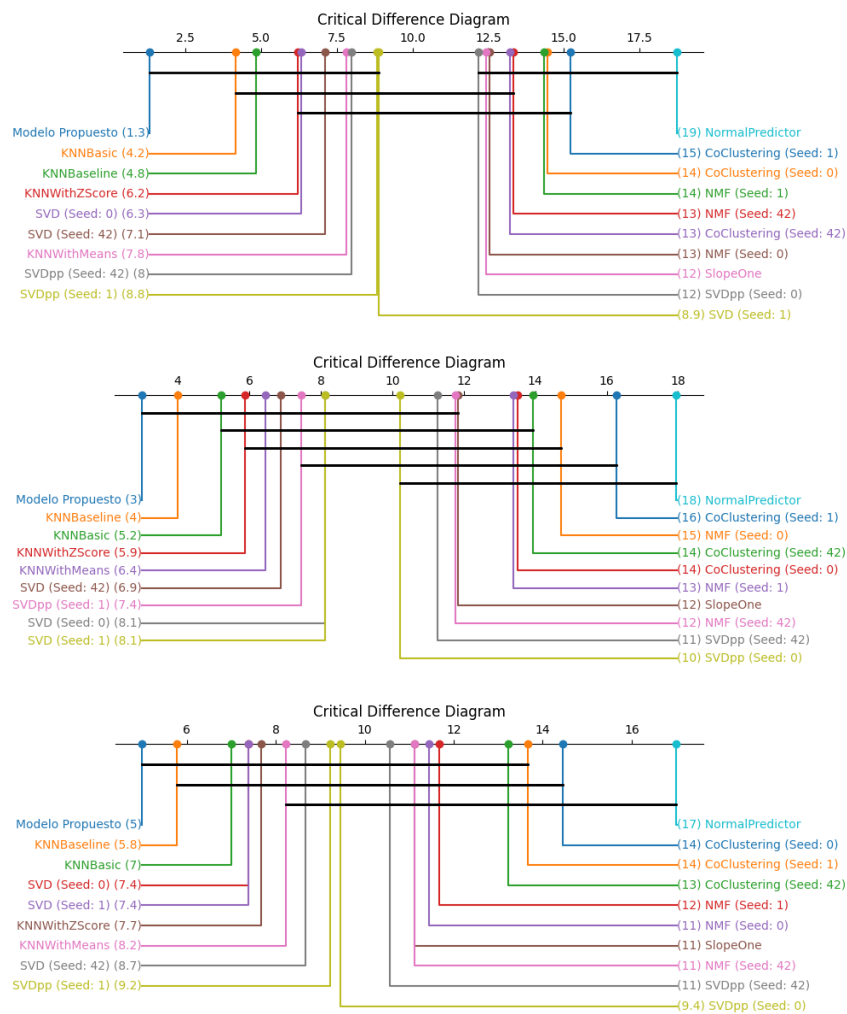 Critical Difference Diagram
2.5 5.0 7.5 10.0 12.5 15.0 17.5
Modelo Propuesto (1.3) (19) NormalPredictor
KNNBasic (4.2) (15) CoClustering (Seed: 1)
KNNBaseline (4.8) (14) CoClustering (Seed: 0)
KNNWithZScore (6.2) (14) NMF (Seed: 1)
SVD (Seed: 0) (6.3) (13) NMF (Seed: 42)
SVD (Seed: 42) (7.1) (13) CoClustering (Seed: 42)
KNNWithMeans (7.8) (13) NMF (Seed: 0)
SVDpp (Seed: 42) (8) (12) SlopeOne
SVDpp (Seed: 1) (8.8) (12) SVDpp (Seed: 0)
(8.9) SVD (Seed: 1)
Critical Difference Diagram
4 6 8 10 12 14 16 18
Modelo Propuesto (3) (18) NormalPredictor
KNNBaseline (4) (16) CoClustering (Seed: 1)
KNNBasic (5.2) (15) NMF (Seed: 0)
KNNWithZScore (5.9) (14) CoClustering (Seed: 42)
KNNWithMeans (6.4) (14) CoClustering (Seed: 0)
SVD (Seed: 42) (6.9) (13) NMF (Seed: 1)
SVDpp (Seed: 1) (7.4) (12) SlopeOne
SVD (Seed: 0) (8.1) (12) NMF (Seed: 42)
SVD (Seed: 1) (8.1) (11) SVDpp (Seed: 42)
(10) SVDpp (Seed: 0)
Critical Difference Diagram
6 8 10 12 14 16
Modelo Propuesto (5) (17) NormalPredictor
KNNBaseline (5.8) (14) CoClustering (Seed: 0)
KNNBasic (7) (14) CoClustering (Seed: 1)
SVD (Seed: 0) (7.4) (13) CoClustering (Seed: 42)
SVD (Seed: 1) (7.4) (12) NMF (Seed: 1)
KNNWithZScore (7.7) (11) NMF (Seed: 0)
KNNWithMeans (8.2) (11) SlopeOne
SVD (Seed: 42) (8.7) (11) NMF (Seed: 42)
SVDpp (Seed: 1) (9.2) (11) SVDpp (Seed: 42)
(9.4) SVDpp (Seed: 0)